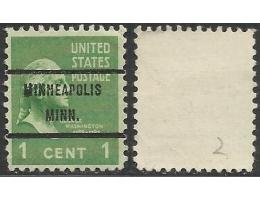 UNITED
STATES
POSTAGE
MINNEAPOLIS
MINN.
WASHINGTON
1 CENT 1
2